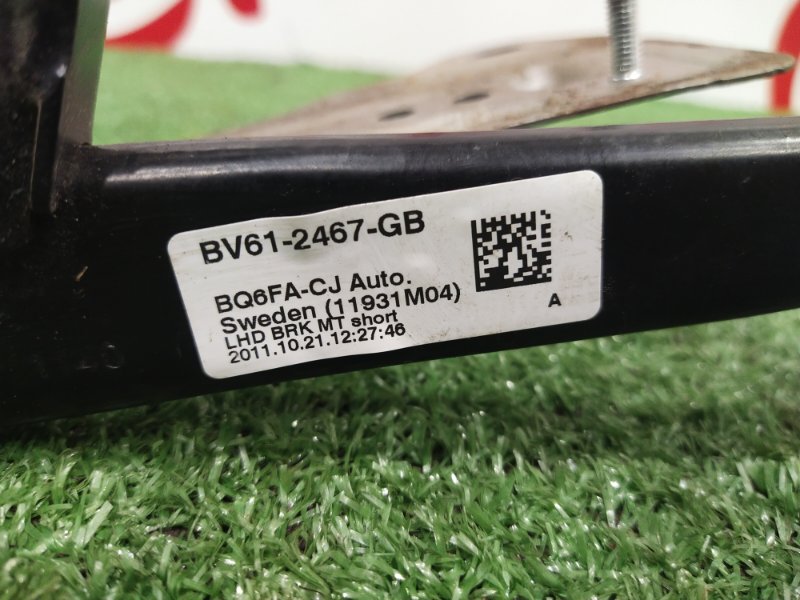 BV61-2467-GB
BQ6FA-CJ Auto.
Sweden (11931M04)
LHD BRK MT short
2011.10.21.12:27:46
A